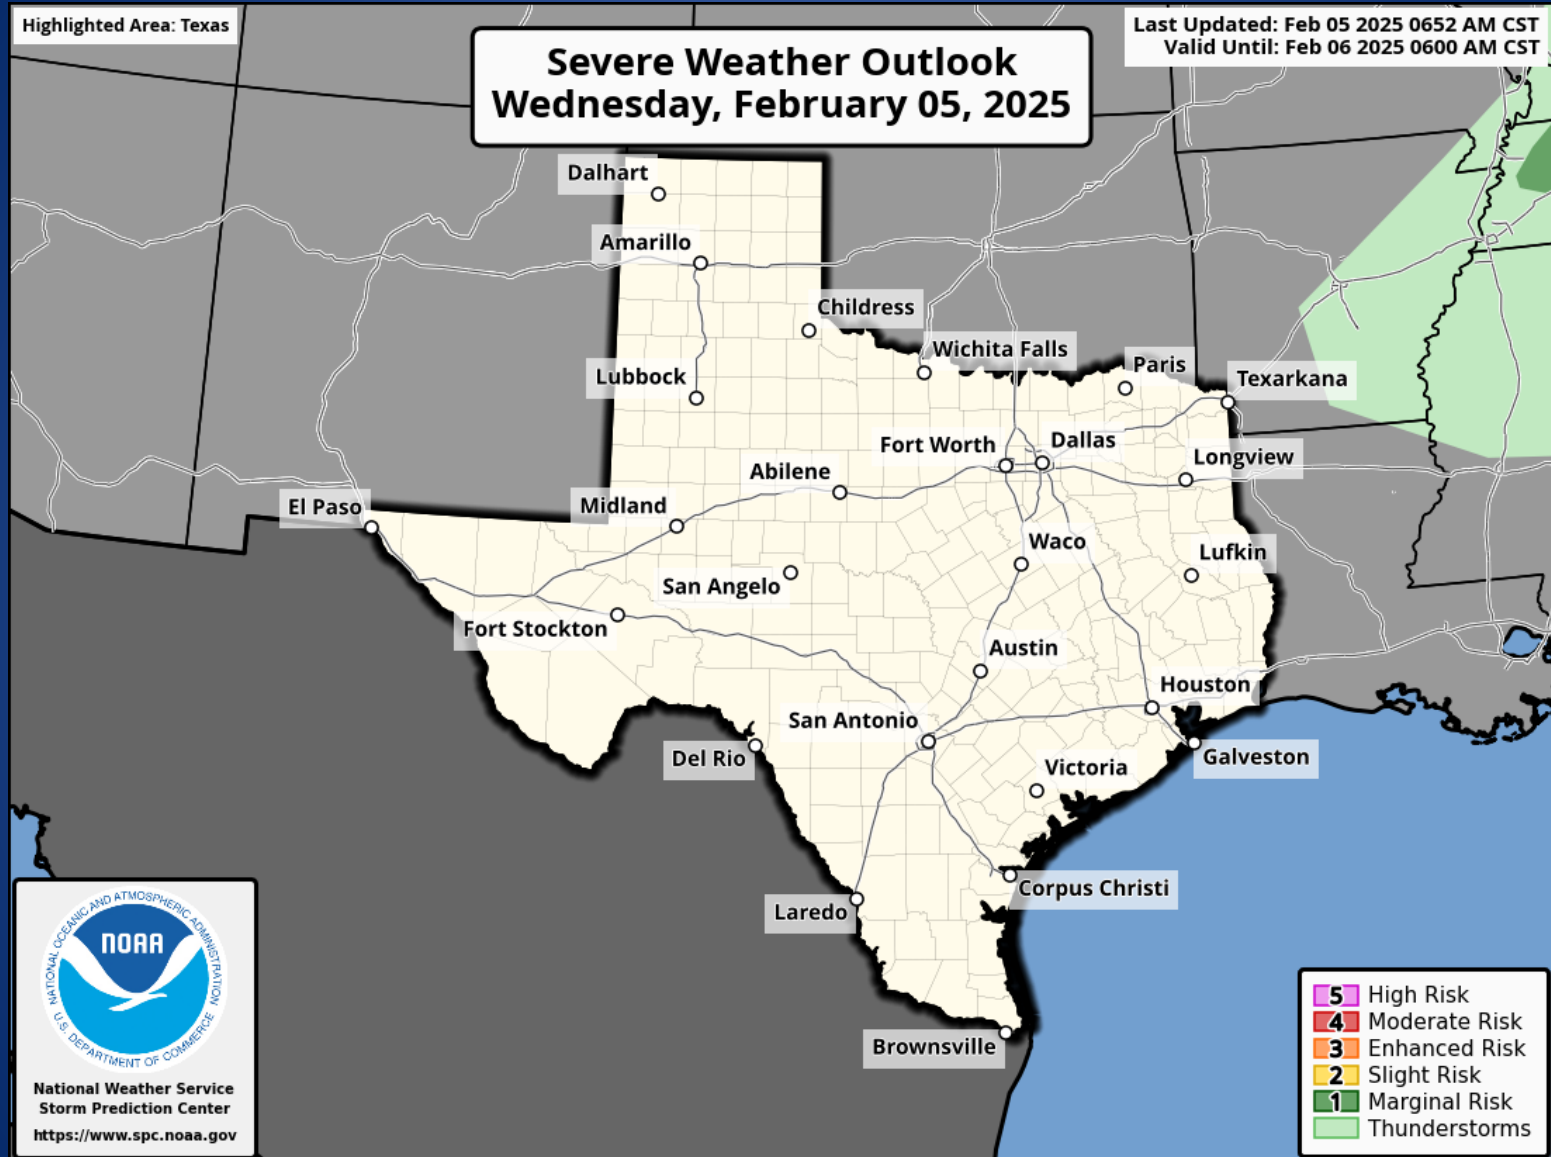 Highlighted Area: Texas
Severe Weather Outlook
Wednesday, February 05, 2025
Last Updated: Feb 05 2025 0652 AM CST
Valid Until: Feb 06 2025 0600 AM CST
Dalhart
Amarillo
Childress
Wichita Falls
Paris
Texarkana
Lubbock
Fort Worth
Dallas
Longview
Abilene
El Paso
Midland
Waco
Lufkin
San Angelo
Fort Stockton
Austin
Houston
San Antonio
Del Rio
Galveston
Victoria
Corpus Christi
Laredo
Brownsville
NATIONAL OCEANIC AND ATMOSPHERIC ADMINISTRATION
NOAA
U.S. DEPARTMENT OF COMMERCE
National Weather Service
Storm Prediction Center
https://www.spc.noaa.gov
5 High Risk
4 Moderate Risk
3 Enhanced Risk
2 Slight Risk
1 Marginal Risk
Thunderstorms